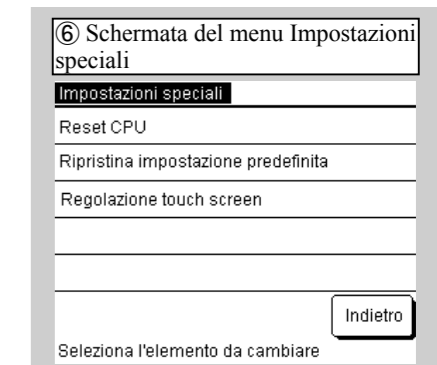 ⑥ Schermata del menu Impostazioni
speciali
Impostazioni speciali
Reset CPU
Ripristina impostazione predefinita
Regolazione touch screen
Indietro
Seleziona l'elemento da cambiare